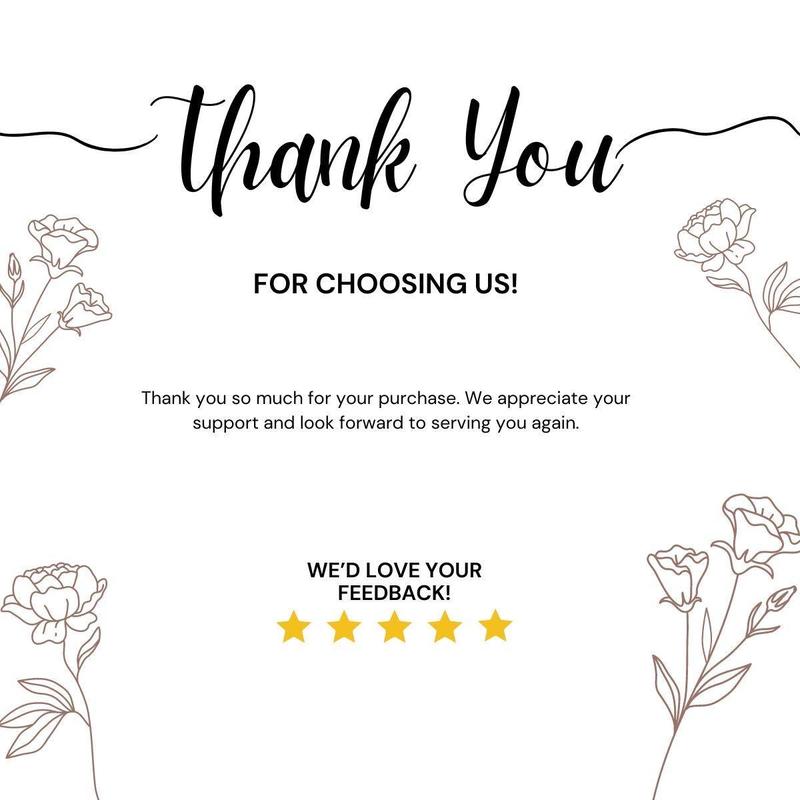 Thank You
FOR CHOOSING US!
Thank you so much for your purchase. We appreciate your
support and look forward to serving you again.
WE'D LOVE YOUR
FEEDBACK!